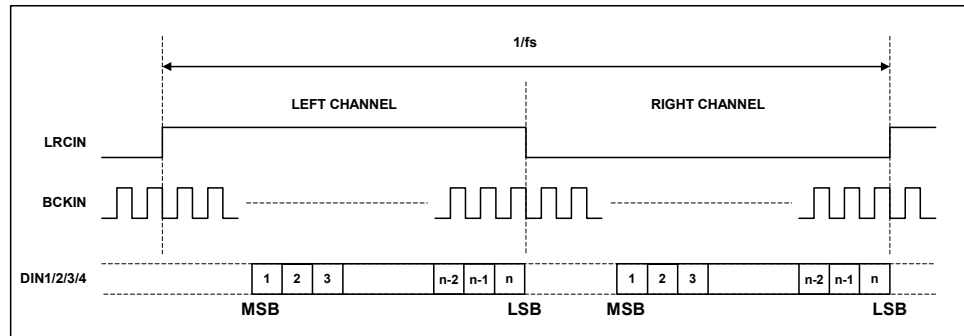 1/fs
LEFT CHANNEL RIGHT CHANNEL
LRCIN
BCKIN
DIN1/2/3/4 1 2 3 n-2 n-1 n 1 2 3 n-2 n-1 n
MSB LSB MSB LSB